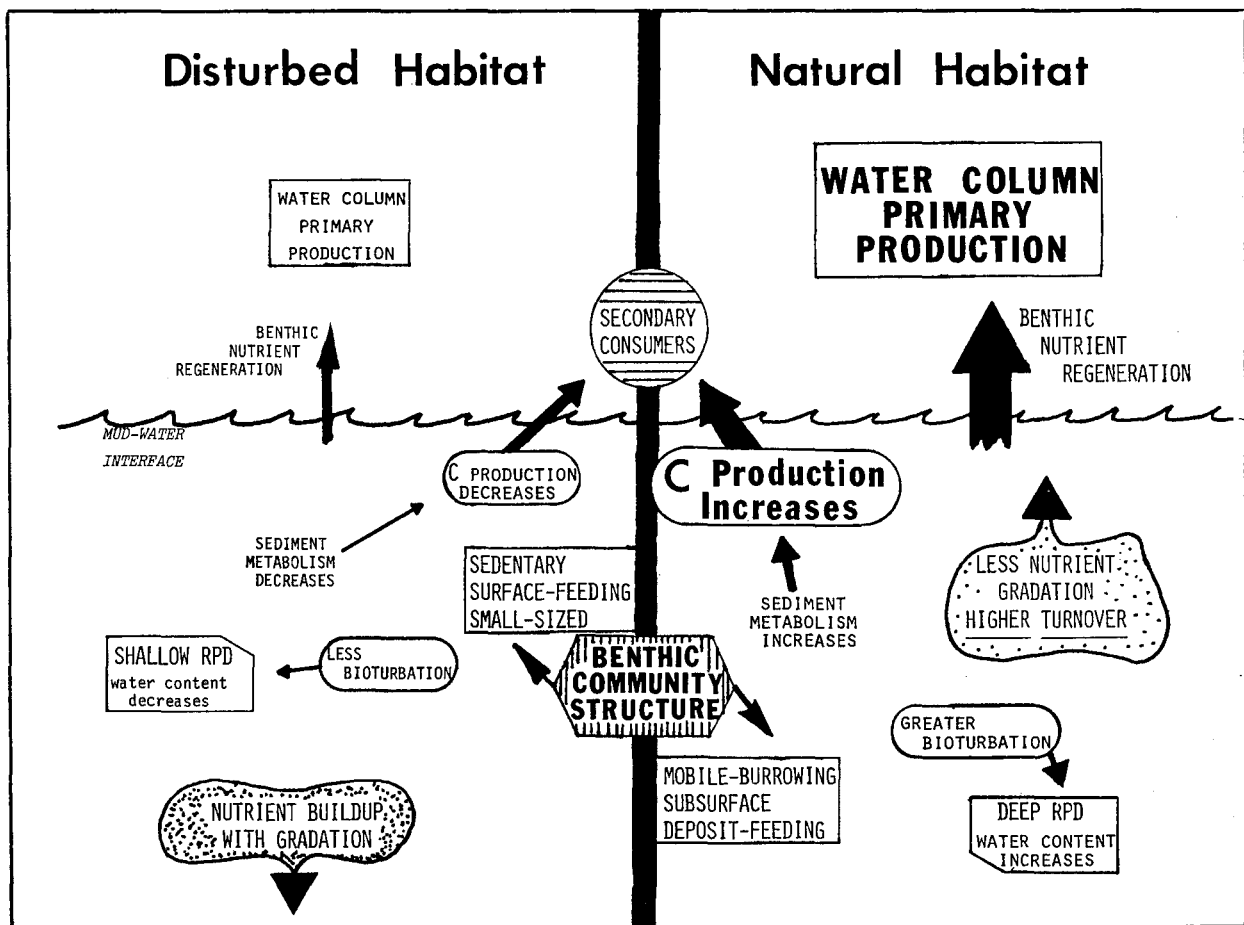 Disturbed Habitat
Natural Habitat
WATER COLUMN
PRIMARY
PRODUCTION
WATER COLUMN
PRIMARY
PRODUCTION
SECONDARY
CONSUMERS
BENTHIC
NUTRIENT
REGENERATION
BENTHIC
NUTRIENT
REGENERATION
MUD-WATER
INTERFACE
C PRODUCTION
DECREASES
C Production
Increases
SEDIMENT
METABOLISM
DECREASES
SEDENTARY
SURFACE-FEEDING
SMALL-SIZED
SEDIMENT
METABOLISM
INCREASES
LESS NUTRIENT
GRADATION
HIGHER TURNOVER
SHALLOW RPD
water content
decreases
LESS
BIOTURBATION
BENTHIC
COMMUNITY
STRUCTURE
GREATER
BIOTURBATION
MOBILE-BURROWING
SUBSURFACE
DEPOSIT-FEEDING
NUTRIENT BUILDUP
WITH GRADATION
DEEP RPD
WATER CONTENT
INCREASES